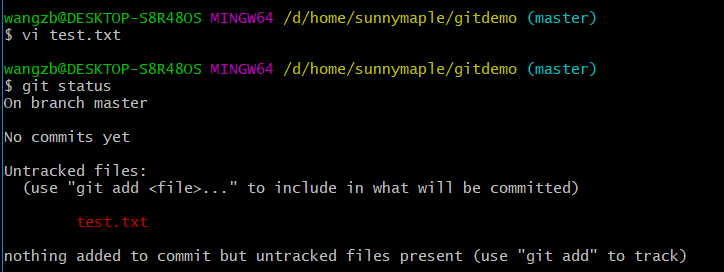 wangzb@DESKTOP-S8R48OS MINGW64 /d/home/sunnymaple/gitdemo (master)
$ vi test.txt
wangzb@DESKTOP-S8R48OS MINGW64 /d/home/sunnymaple/gitdemo (master)
$ git status
On branch master
No commits yet
Untracked files:
  (use "git add <file>..." to include in what will be committed)
        test.txt
nothing added to commit but untracked files present (use "git add" to track)